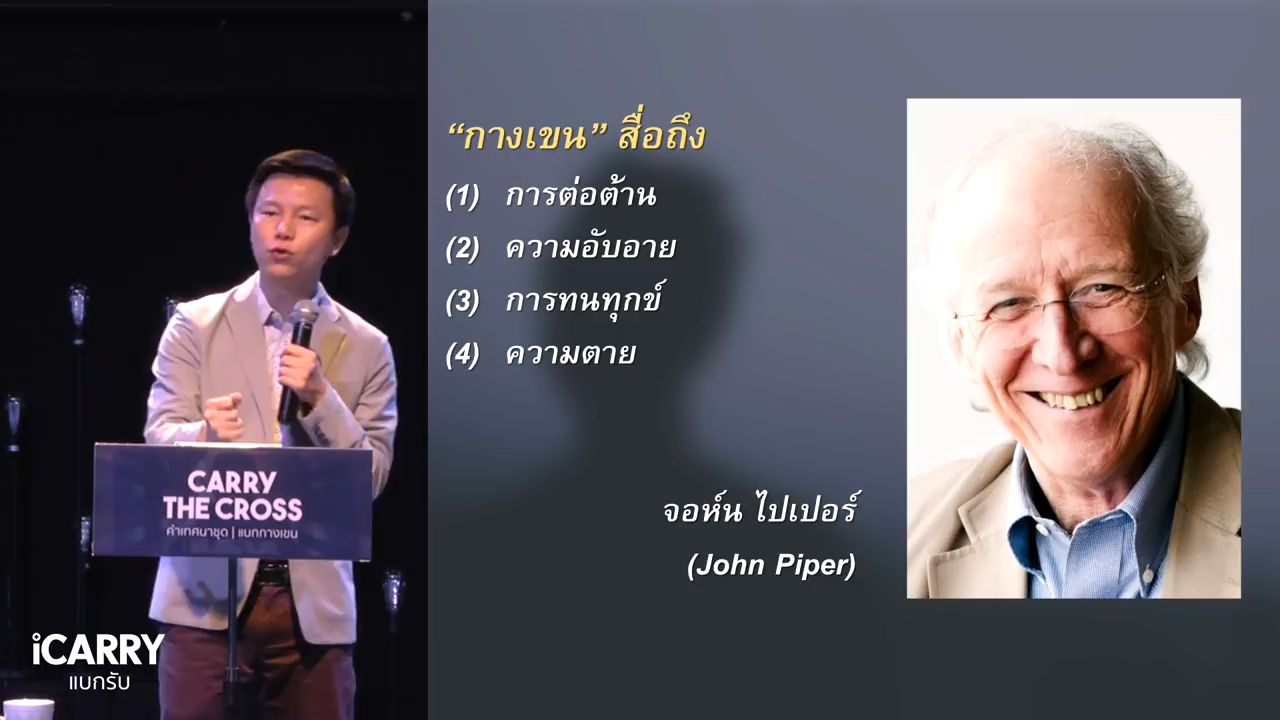 “กางเขน” สื่อถึง
(1) การต่อต้าน
(2) ความอับอาย
(3) การทนทุกข์
(4) ความตาย
จอห์น ไปเปอร์
(John Piper)
CARRY
THE CROSS
คำเทศนาชุด | แบกกางเขน
iCARRY
แบกรับ